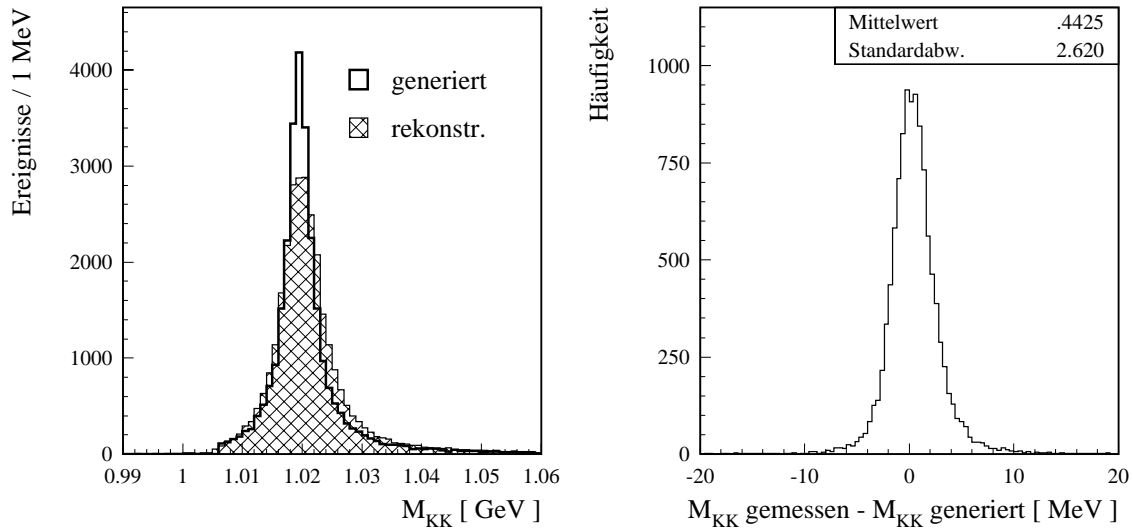 Ereignisse / 1 MeV
4000
3000
2000
1000
0
generiert
rekonstr.
0.99 1 1.01 1.02 1.03 1.04 1.05 1.06
M_KK [ GeV ]
Häufigkeit
Mittelwert .4425
Standardabw. 2.620
1000
750
500
250
0
-20 -10 0 10 20
M_KK gemessen - M_KK generiert [ MeV ]